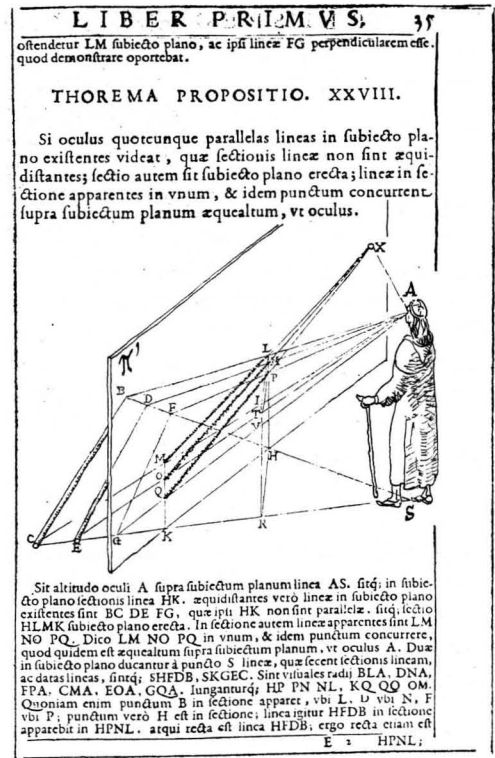 LIBER PRIMVS. 35
ostendetur LM subiecto plano, ac ipsi lineæ FG perpendicularem esse.
quod demonstrare oportebat.
THOREMA PROPOSITIO. XXVIII.
Si oculus quotcunque parallelas lineas in subiecto pla-
no existentes videat, quæ sectionis lineæ non sint æqui-
distantes; sectio autem sit subiecto plano erecta; lineæ in se-
ctione apparentes in vnum, & idem punctum concurrent
supra subiectum planum æquealtum, vt oculus.
X
A
π'
L
P
B
D
F
I
T
V
M
O
Q
H
C
E
G
K
R
S
Sit altitudo oculi A supra subiectum planum linea AS. sitq; in subie-
cto plano sectionis linea HK. æquidistantes verò lineæ in subiecto plano
existentes sint BC DE FG, quæ ipsi HK non sint parallelæ. sitq; sectio
HLMK subiecto plano erecta. In sectione autem lineæ apparentes sint LM
NO PQ. Dico LM NO PQ in vnum, & idem punctum concurrere,
quod quidem est æquealtum supra subiectum planum, vt oculus A. Duæ
in subiecto plano ducantur à puncto S lineæ, quæ secent sectionis lineam,
ac datas lineas, sintq; SHFDB, SKGEC. Sint visuales radij BLA, DNA,
FPA, CMA, EOA, GQA. Iunganturq; HP PN NL, KQ QO OM.
Quoniam enim punctum B in sectione apparet, vbi L, D vbi N, F
vbi P; punctum verò H est in sectione; linea igitur HFDB in sectione
apparebit in HPNL. atqui recta est linea HFDB; ergo recta etiam est
E 2 HPNL;